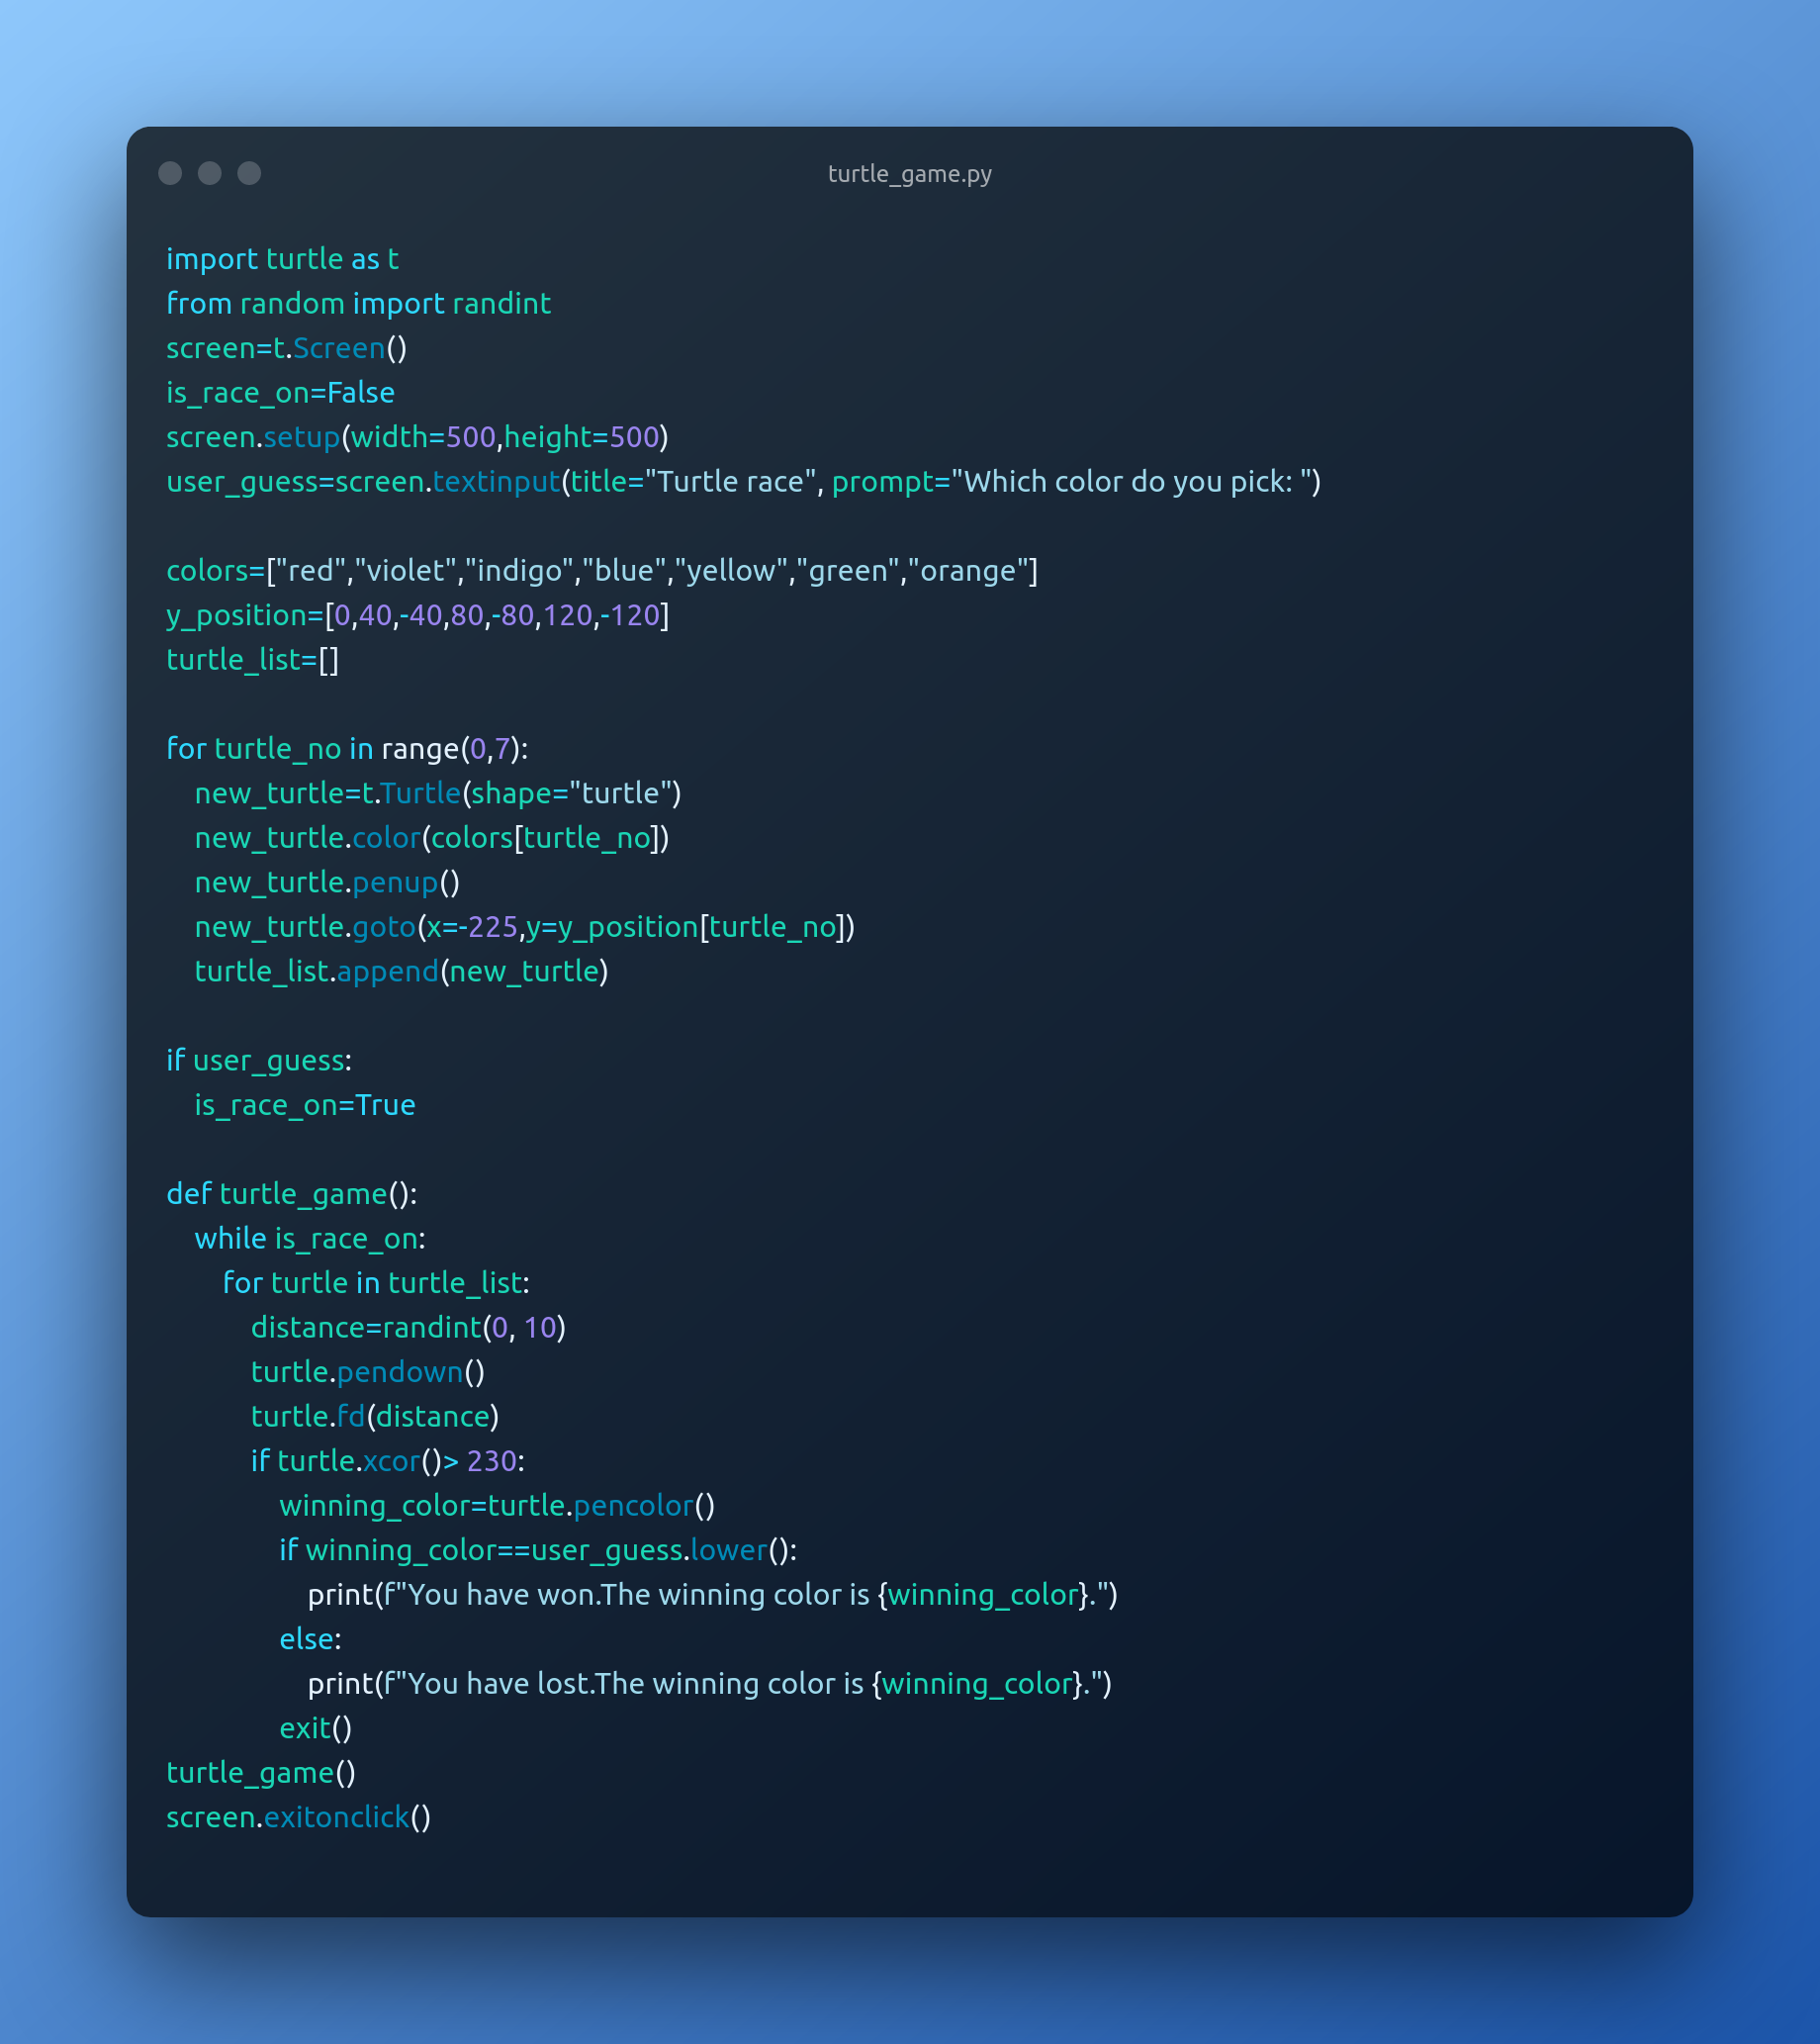 turtle_game.py
import turtle as t
from random import randint
screen=t.Screen()
is_race_on=False
screen.setup(width=500,height=500)
user_guess=screen.textinput(title="Turtle race", prompt="Which color do you pick: ")

colors=["red","violet","indigo","blue","yellow","green","orange"]
y_position=[0,40,-40,80,-80,120,-120]
turtle_list=[]

for turtle_no in range(0,7):
    new_turtle=t.Turtle(shape="turtle")
    new_turtle.color(colors[turtle_no])
    new_turtle.penup()
    new_turtle.goto(x=-225,y=y_position[turtle_no])
    turtle_list.append(new_turtle)

if user_guess:
    is_race_on=True

def turtle_game():
    while is_race_on:
        for turtle in turtle_list:
            distance=randint(0, 10)
            turtle.pendown()
            turtle.fd(distance)
            if turtle.xcor()> 230:
                winning_color=turtle.pencolor()
                if winning_color==user_guess.lower():
                    print(f"You have won.The winning color is {winning_color}.")
                else:
                    print(f"You have lost.The winning color is {winning_color}.")
                exit()
turtle_game()
screen.exitonclick()